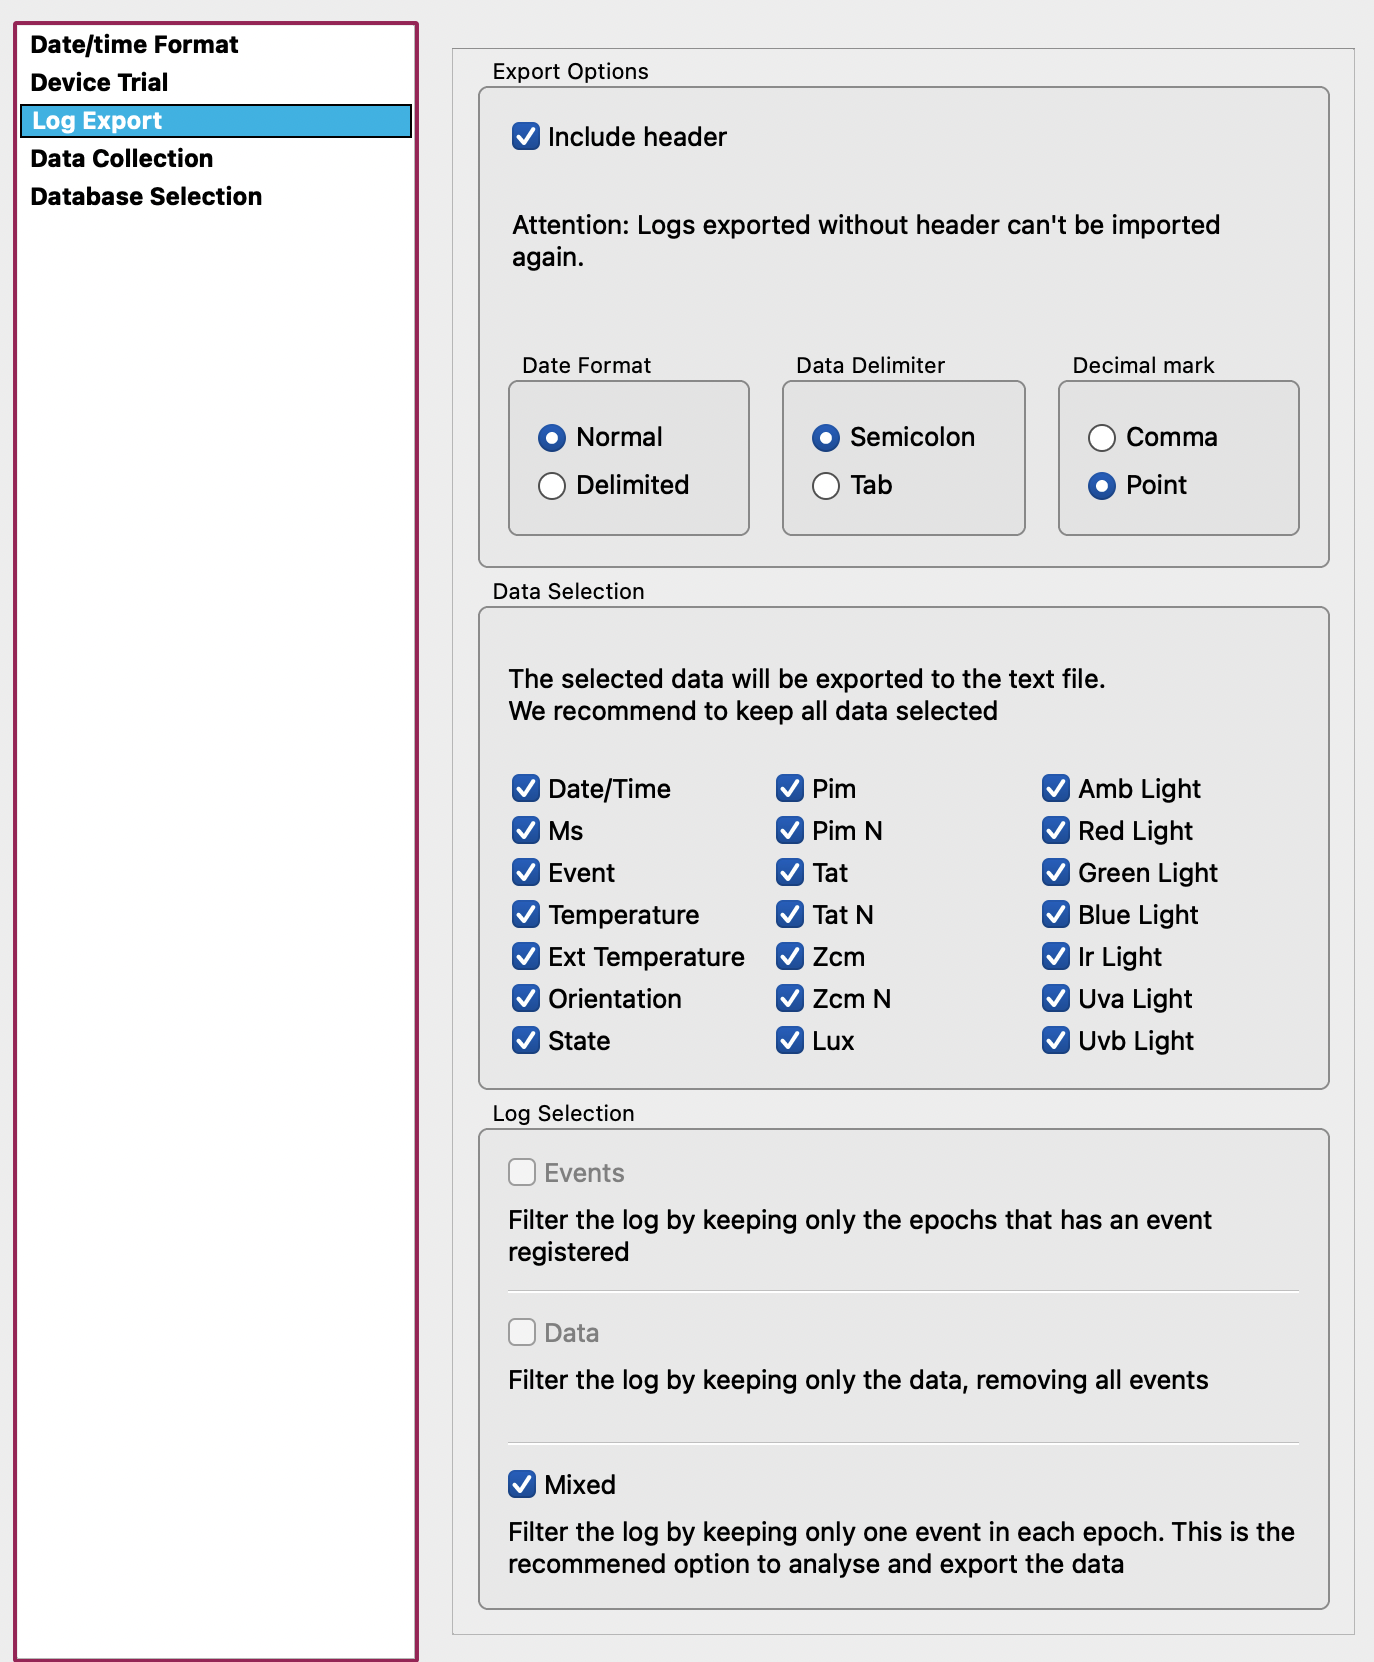 Date/time Format
Device Trial
Log Export
Data Collection
Database Selection
Export Options
Include header
Attention: Logs exported without header can't be imported
again.
Date Format
Normal
Delimited
Data Delimiter
Semicolon
Tab
Decimal mark
Comma
Point
Data Selection
The selected data will be exported to the text file.
We recommend to keep all data selected
Date/Time
Ms
Event
Temperature
Ext Temperature
Orientation
State
Pim
Pim N
Tat
Tat N
Zcm
Zcm N
Lux
Amb Light
Red Light
Green Light
Blue Light
Ir Light
Uva Light
Uvb Light
Log Selection
Events
Filter the log by keeping only the epochs that has an event
registered
Data
Filter the log by keeping only the data, removing all events
Mixed
Filter the log by keeping only one event in each epoch. This is the
recommened option to analyse and export the data